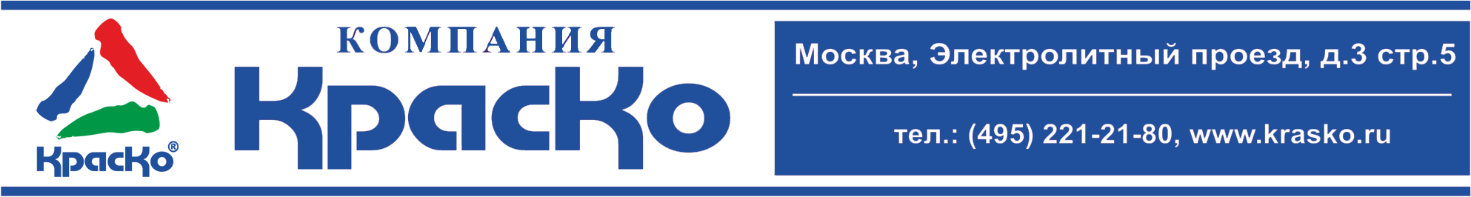 КРАСКО®
КОМПАНИЯ
КрасКо
Москва, Электролитный проезд, д.3 стр.5
тел.: (495) 221-21-80, www.krasko.ru